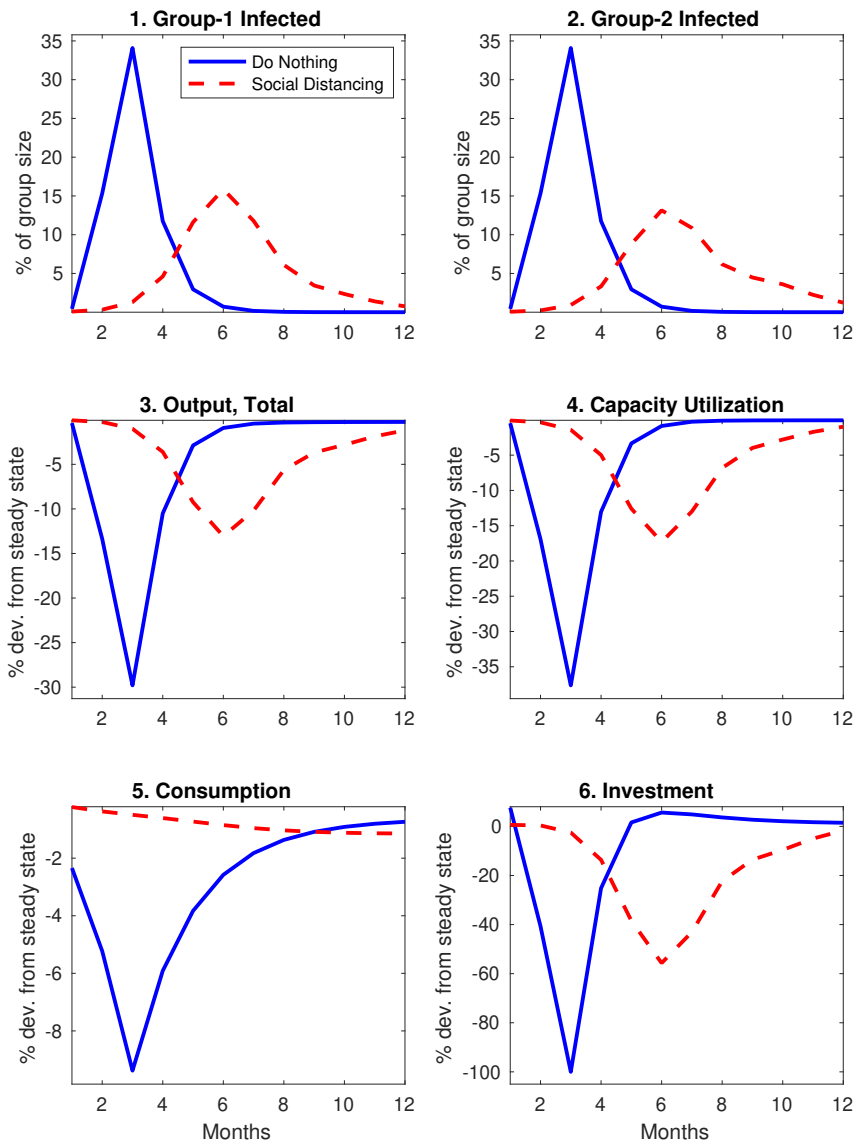 1. Group-1 Infected
35
30
25
20
15
10
5
% of group size
Do Nothing
Social Distancing
2 4 6 8 10 12
2. Group-2 Infected
35
30
25
20
15
10
5
% of group size
2 4 6 8 10 12
3. Output, Total
-5
-10
-15
-20
-25
-30
% dev. from steady state
2 4 6 8 10 12
4. Capacity Utilization
-5
-10
-15
-20
-25
-30
-35
% dev. from steady state
2 4 6 8 10 12
5. Consumption
-2
-4
-6
-8
% dev. from steady state
2 4 6 8 10 12
Months
6. Investment
0
-20
-40
-60
-80
-100
% dev. from steady state
2 4 6 8 10 12
Months